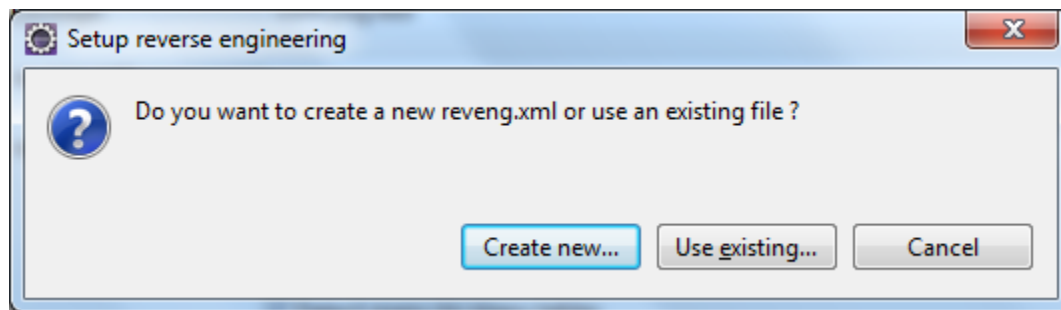 Setup reverse engineering
Do you want to create a new reveng.xml or use an existing file ?
Create new... Use existing... Cancel